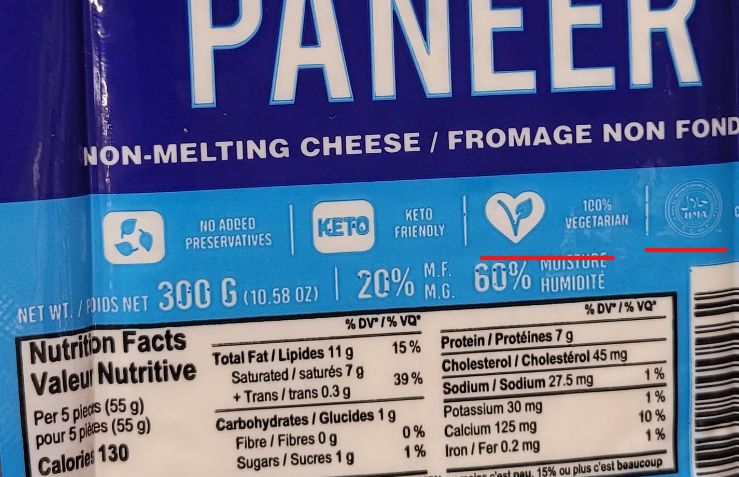 PANEER
NON-MELTING CHEESE / FROMAGE NON FOND
NO ADDED
PRESERVATIVES
KETO
KETO
FRIENDLY
100%
VEGETARIAN
حلال
HMA
NET WT. / POIDS NET 300 G (10.58 OZ)
20% M.F.
M.G.
60% MOISTURE
HUMIDITÉ
Nutrition Facts
Valeur Nutritive
Per 5 pieces (55 g)
pour 5 pièces (55 g)
Calories 130
% DV* / % VQ*
Total Fat / Lipides 11 g 15 %
Saturated / saturés 7 g
+ Trans / trans 0.3 g 39 %
Carbohydrates / Glucides 1 g
Fibre / Fibres 0 g 0 %
Sugars / Sucres 1 g 1 %
% DV* / % VQ*
Protein / Protéines 7 g
Cholesterol / Cholestérol 45 mg
Sodium / Sodium 27.5 mg 1 %
Potassium 30 mg 1 %
Calcium 125 mg 10 %
Iron / Fer 0.2 mg 1 %
c'est peu, 15% ou plus c'est beaucoup